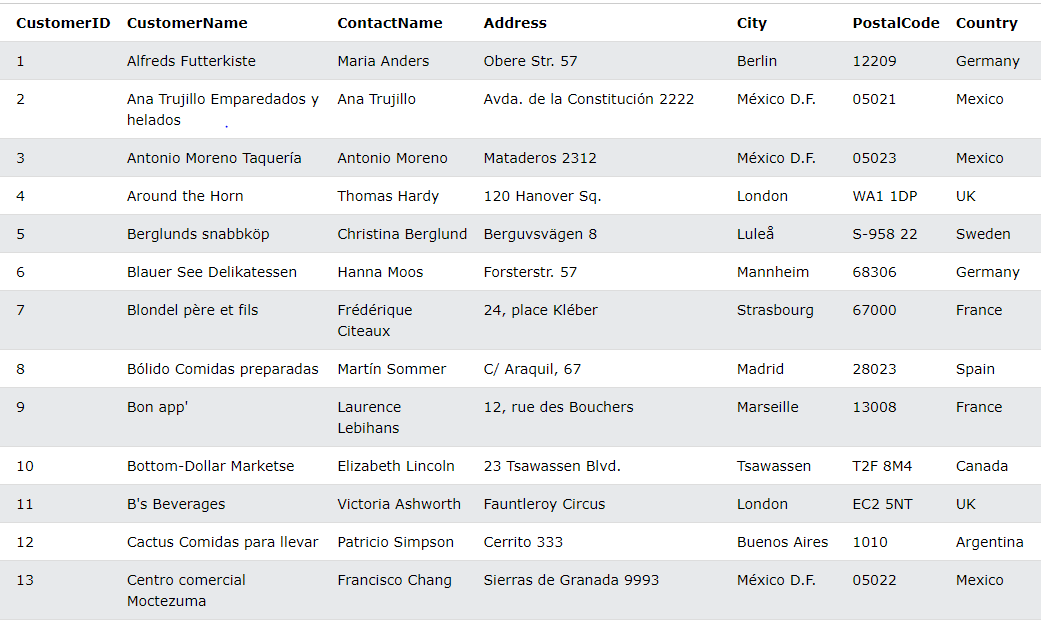 CustomerID CustomerName ContactName Address City PostalCode Country
1 Alfreds Futterkiste Maria Anders Obere Str. 57 Berlin 12209 Germany
2 Ana Trujillo Emparedados y Ana Trujillo Avda. de la Constitución 2222 México D.F. 05021 Mexico
helados
3 Antonio Moreno Taquería Antonio Moreno Mataderos 2312 México D.F. 05023 Mexico
4 Around the Horn Thomas Hardy 120 Hanover Sq. London WA1 1DP UK
5 Berglunds snabbköp Christina Berglund Berguvsvägen 8 Luleå S-958 22 Sweden
6 Blauer See Delikatessen Hanna Moos Forsterstr. 57 Mannheim 68306 Germany
7 Blondel père et fils Frédérique 24, place Kléber Strasbourg 67000 France
Citeaux
8 Bólido Comidas preparadas Martín Sommer C/ Araquil, 67 Madrid 28023 Spain
9 Bon app' Laurence 12, rue des Bouchers Marseille 13008 France
Lebihans
10 Bottom-Dollar Marketse Elizabeth Lincoln 23 Tsawassen Blvd. Tsawassen T2F 8M4 Canada
11 B's Beverages Victoria Ashworth Fauntleroy Circus London EC2 5NT UK
12 Cactus Comidas para llevar Patricio Simpson Cerrito 333 Buenos Aires 1010 Argentina
13 Centro comercial Francisco Chang Sierras de Granada 9993 México D.F. 05022 Mexico
Moctezuma